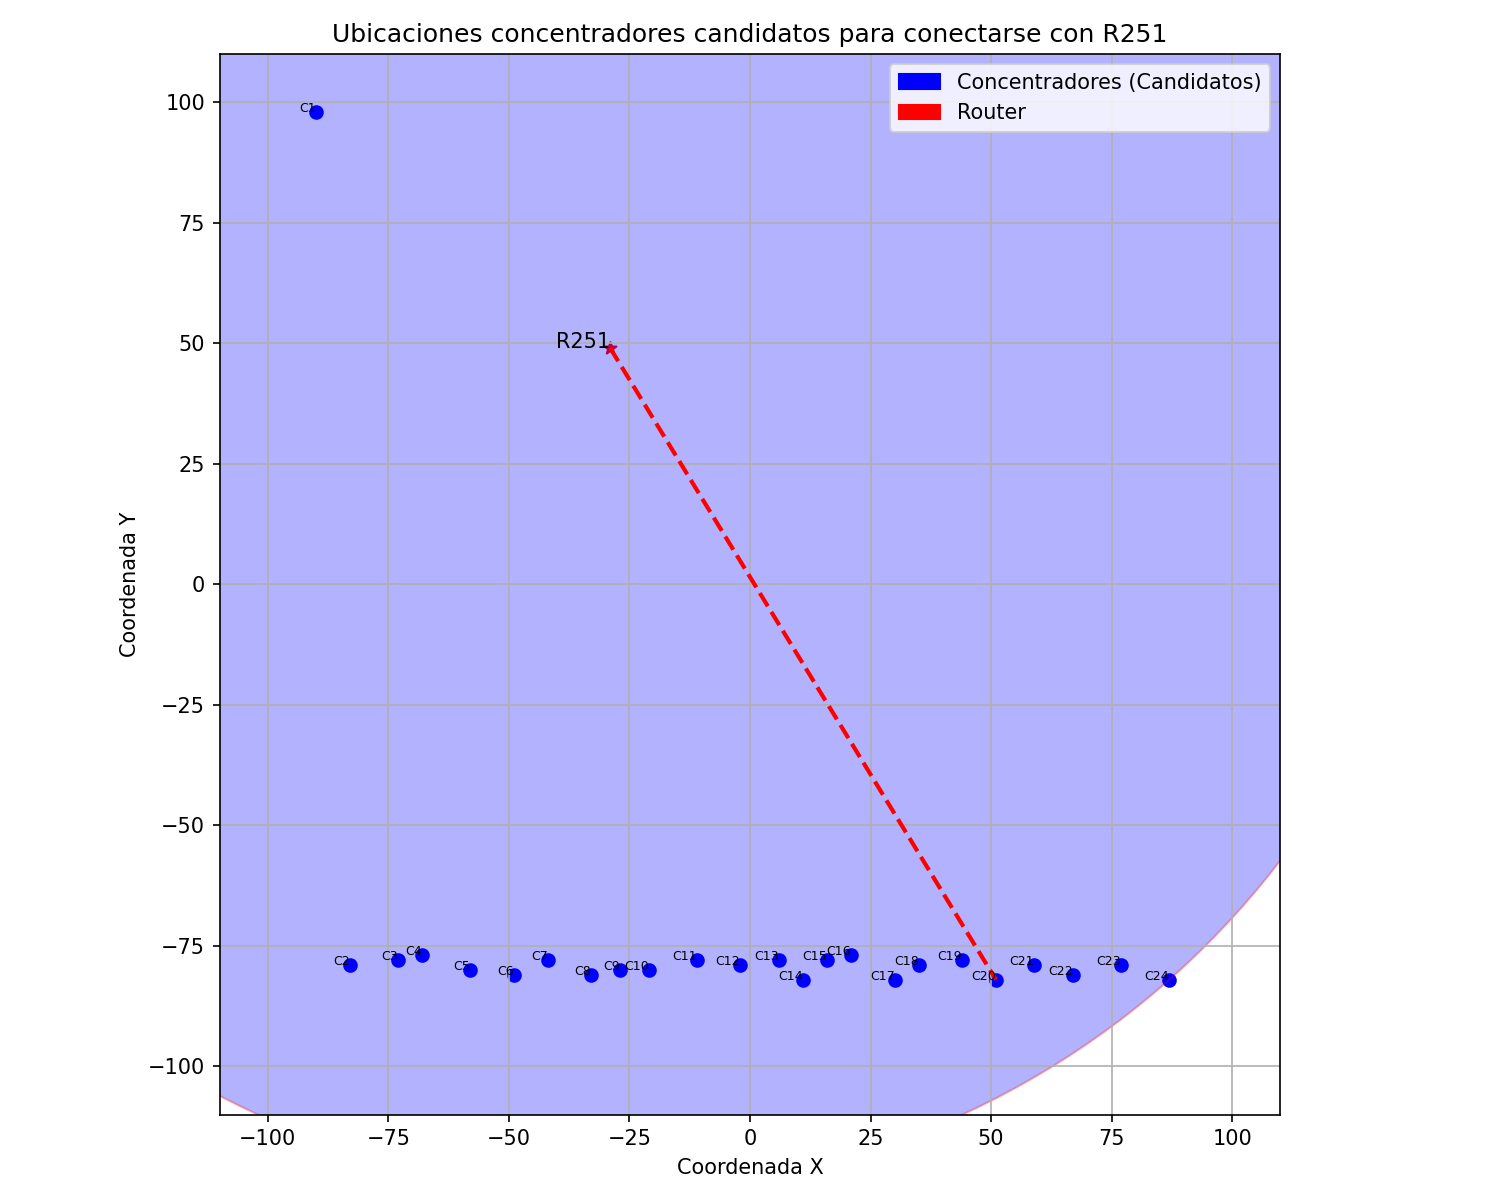 Ubicaciones concentradores candidatos para conectarse con R251
Concentradores (Candidatos)
Router
100
75
50
25
0
−25
−50
−75
−100
Coordenada Y
C1
R251
C2
C3
C4
C5
C6
C7
C8
C9
C10
C11
C12
C13
C14
C15
C16
C17
C18
C19
C20
C21
C22
C23
C24
−100
−75
−50
−25
0
25
50
75
100
Coordenada X